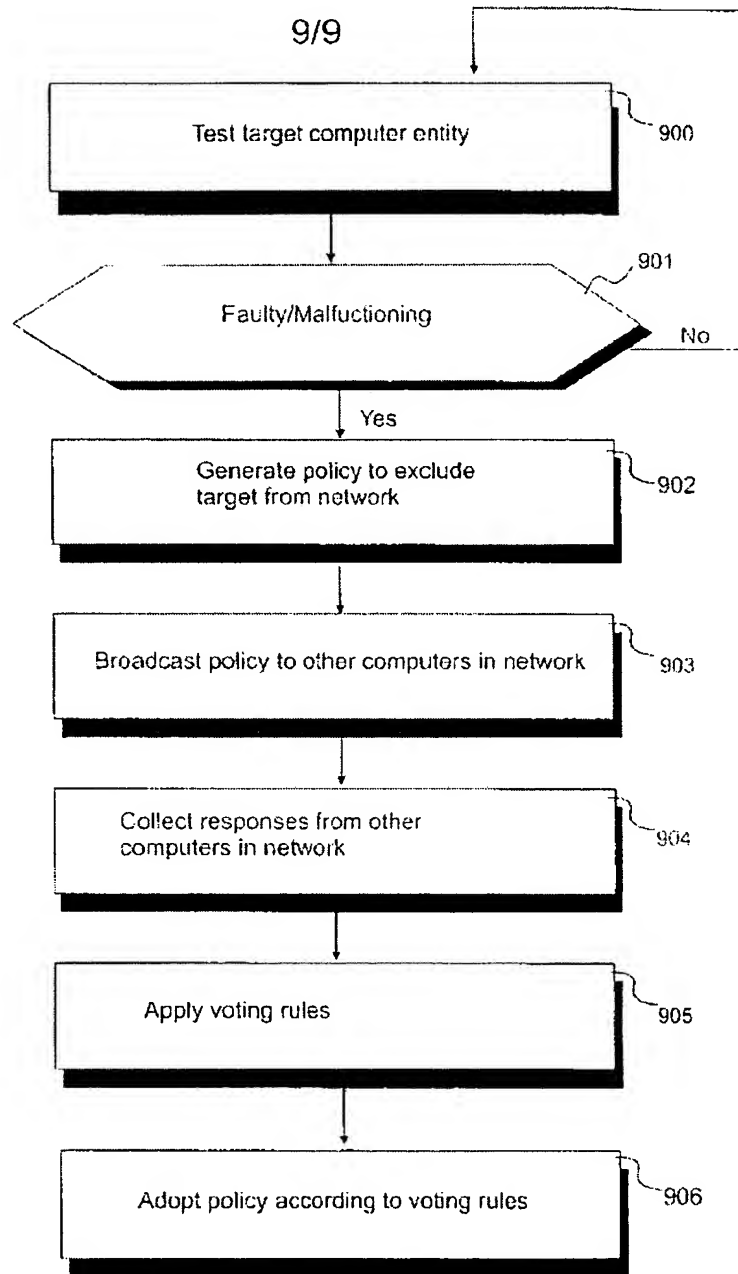 9/9
Test target computer entity
900
901
Faulty/Malfuctioning
No
Yes
Generate policy to exclude
target from network
902
Broadcast policy to other computers in network
903
Collect responses from other
computers in network
904
Apply voting rules
905
Adopt policy according to voting rules
906